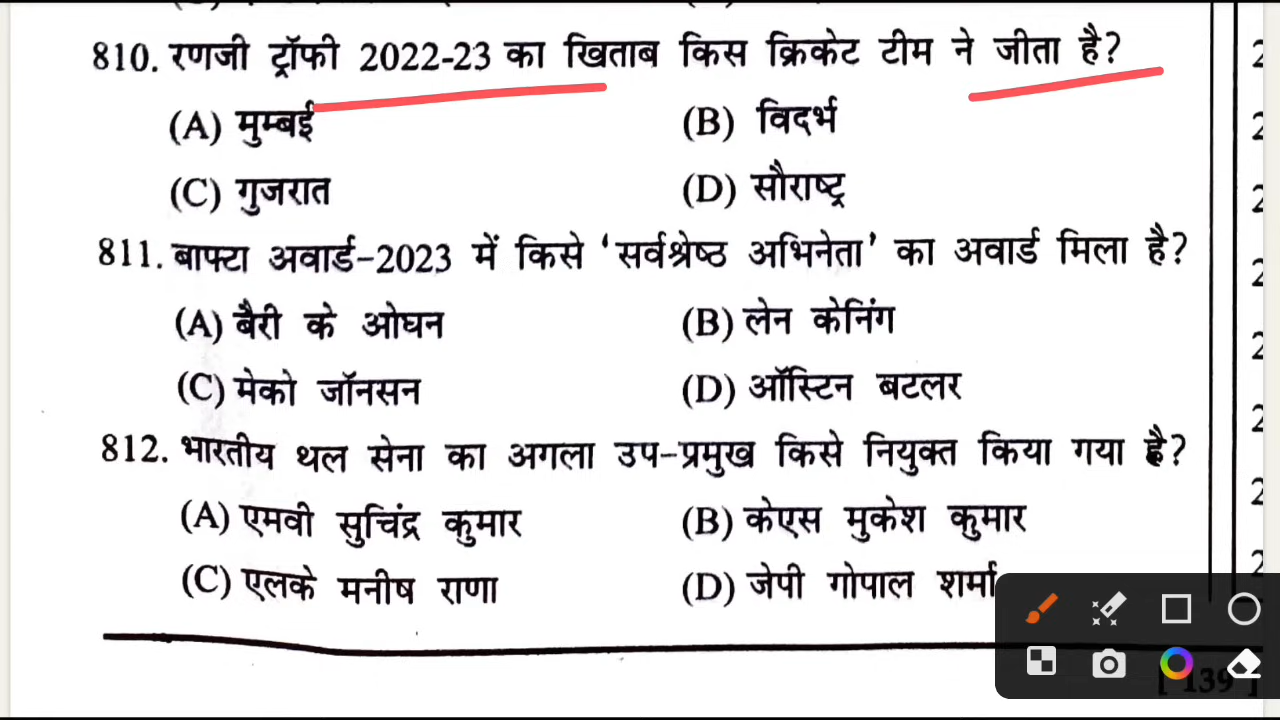 810. रणजी ट्रॉफी 2022-23 का खिताब किस क्रिकेट टीम ने जीता है?
(A) मुम्बई (B) विदर्भ
(C) गुजरात (D) सौराष्ट्र
811. बाफ्टा अवार्ड-2023 में किसे 'सर्वश्रेष्ठ अभिनेता' का अवार्ड मिला है?
(A) बैरी के ओघन (B) लेन केनिंग
(C) मेको जॉनसन (D) ऑस्टिन बटलर
812. भारतीय थल सेना का अगला उप-प्रमुख किसे नियुक्त किया गया है?
(A) एमवी सुचिंद्र कुमार (B) केएस मुकेश कुमार
(C) एलके मनीष राणा (D) जेपी गोपाल शर्मा
[ 139 ]